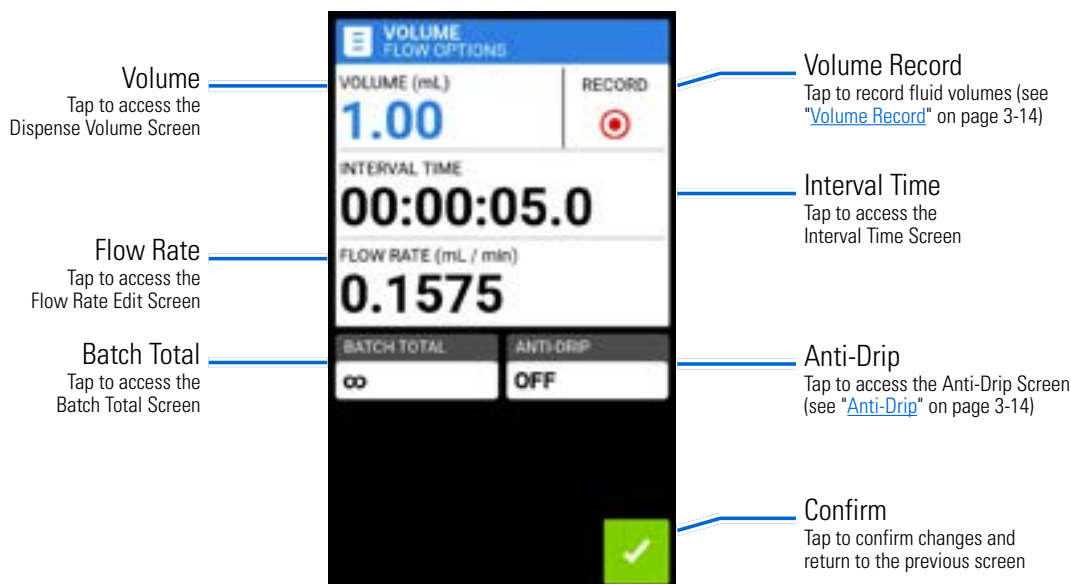 Volume
Tap to access the
Dispense Volume Screen
Flow Rate
Tap to access the
Flow Rate Edit Screen
Batch Total
Tap to access the
Batch Total Screen
VOLUME
FLOW OPTIONS
VOLUME (mL)
RECORD
1.00
INTERVAL TIME
00:00:05.0
FLOW RATE (mL / min)
0.1575
BATCH TOTAL
ANTI-DRIP
∞
OFF
Volume Record
Tap to record fluid volumes (see
"Volume Record" on page 3-14)
Interval Time
Tap to access the
Interval Time Screen
Anti-Drip
Tap to access the Anti-Drip Screen
(see "Anti-Drip" on page 3-14)
Confirm
Tap to confirm changes and
return to the previous screen